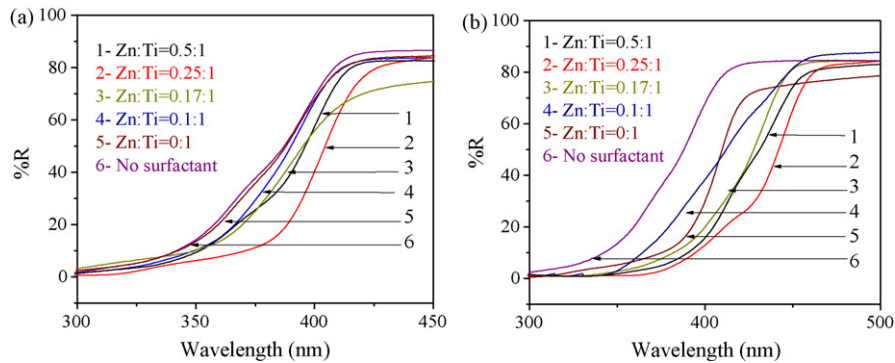 (a)
100
80
60
40
20
0
%R
1- Zn:Ti=0.5:1
2- Zn:Ti=0.25:1
3- Zn:Ti=0.17:1
4- Zn:Ti=0.1:1
5- Zn:Ti=0:1
6- No surfactant
1
2
3
4
5
6
300 350 400 450
Wavelength (nm)
(b)
100
80
60
40
20
0
%R
1- Zn:Ti=0.5:1
2- Zn:Ti=0.25:1
3- Zn:Ti=0.17:1
4- Zn:Ti=0.1:1
5- Zn:Ti=0:1
6- No surfactant
1
2
3
4
5
6
300 400 500
Wavelength (nm)